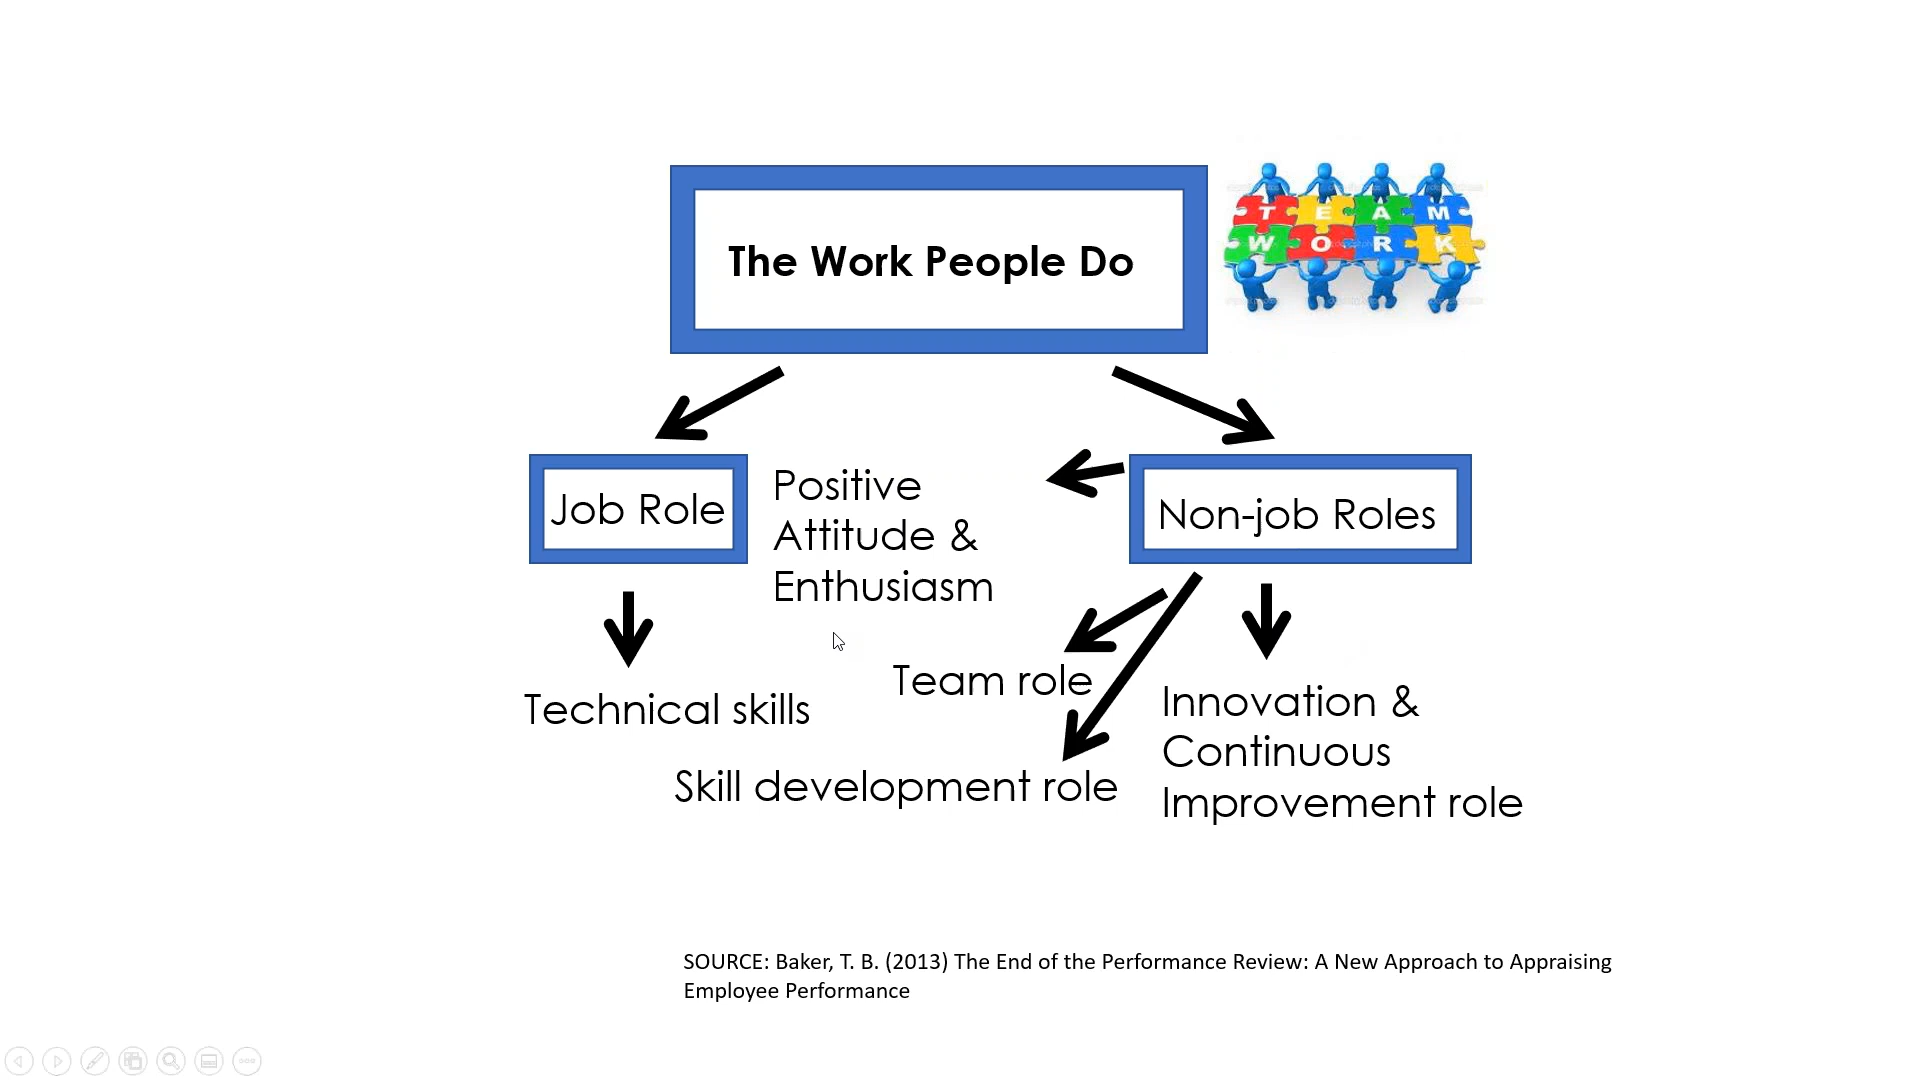 The Work People Do
T E A M
W O R K
Job Role
Positive
Attitude &
Enthusiasm
Non-job Roles
Technical skills
Team role
Skill development role
Innovation &
Continuous
Improvement role
SOURCE: Baker, T. B. (2013) The End of the Performance Review: A New Approach to Appraising
Employee Performance